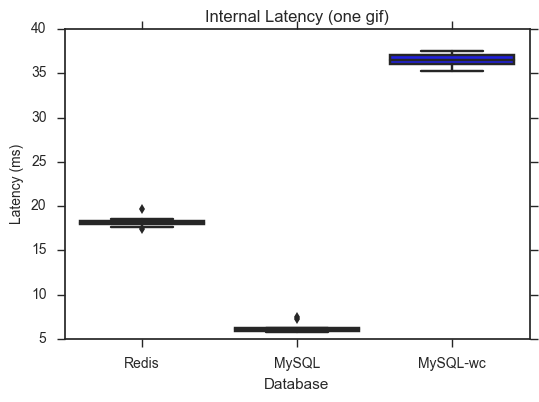 Internal Latency (one gif)
40
35
30
25
20
15
10
5
Latency (ms)
Redis MySQL MySQL-wc
Database